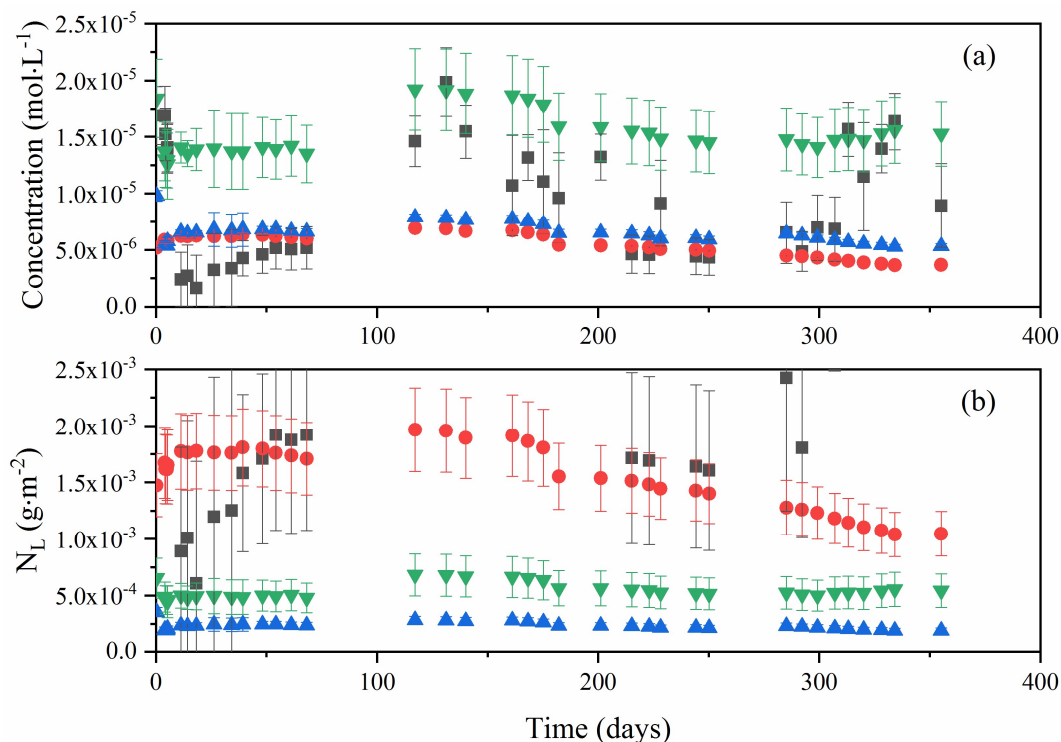 (a)
Concentration (mol·L⁻¹)
2.5x10⁻⁵
2.0x10⁻⁵
1.5x10⁻⁵
1.0x10⁻⁵
5.0x10⁻⁶
0.0
0 100 200 300 400
(b)
N_L (g·m⁻²)
2.5x10⁻³
2.0x10⁻³
1.5x10⁻³
1.0x10⁻³
5.0x10⁻⁴
0.0
0 100 200 300 400
Time (days)